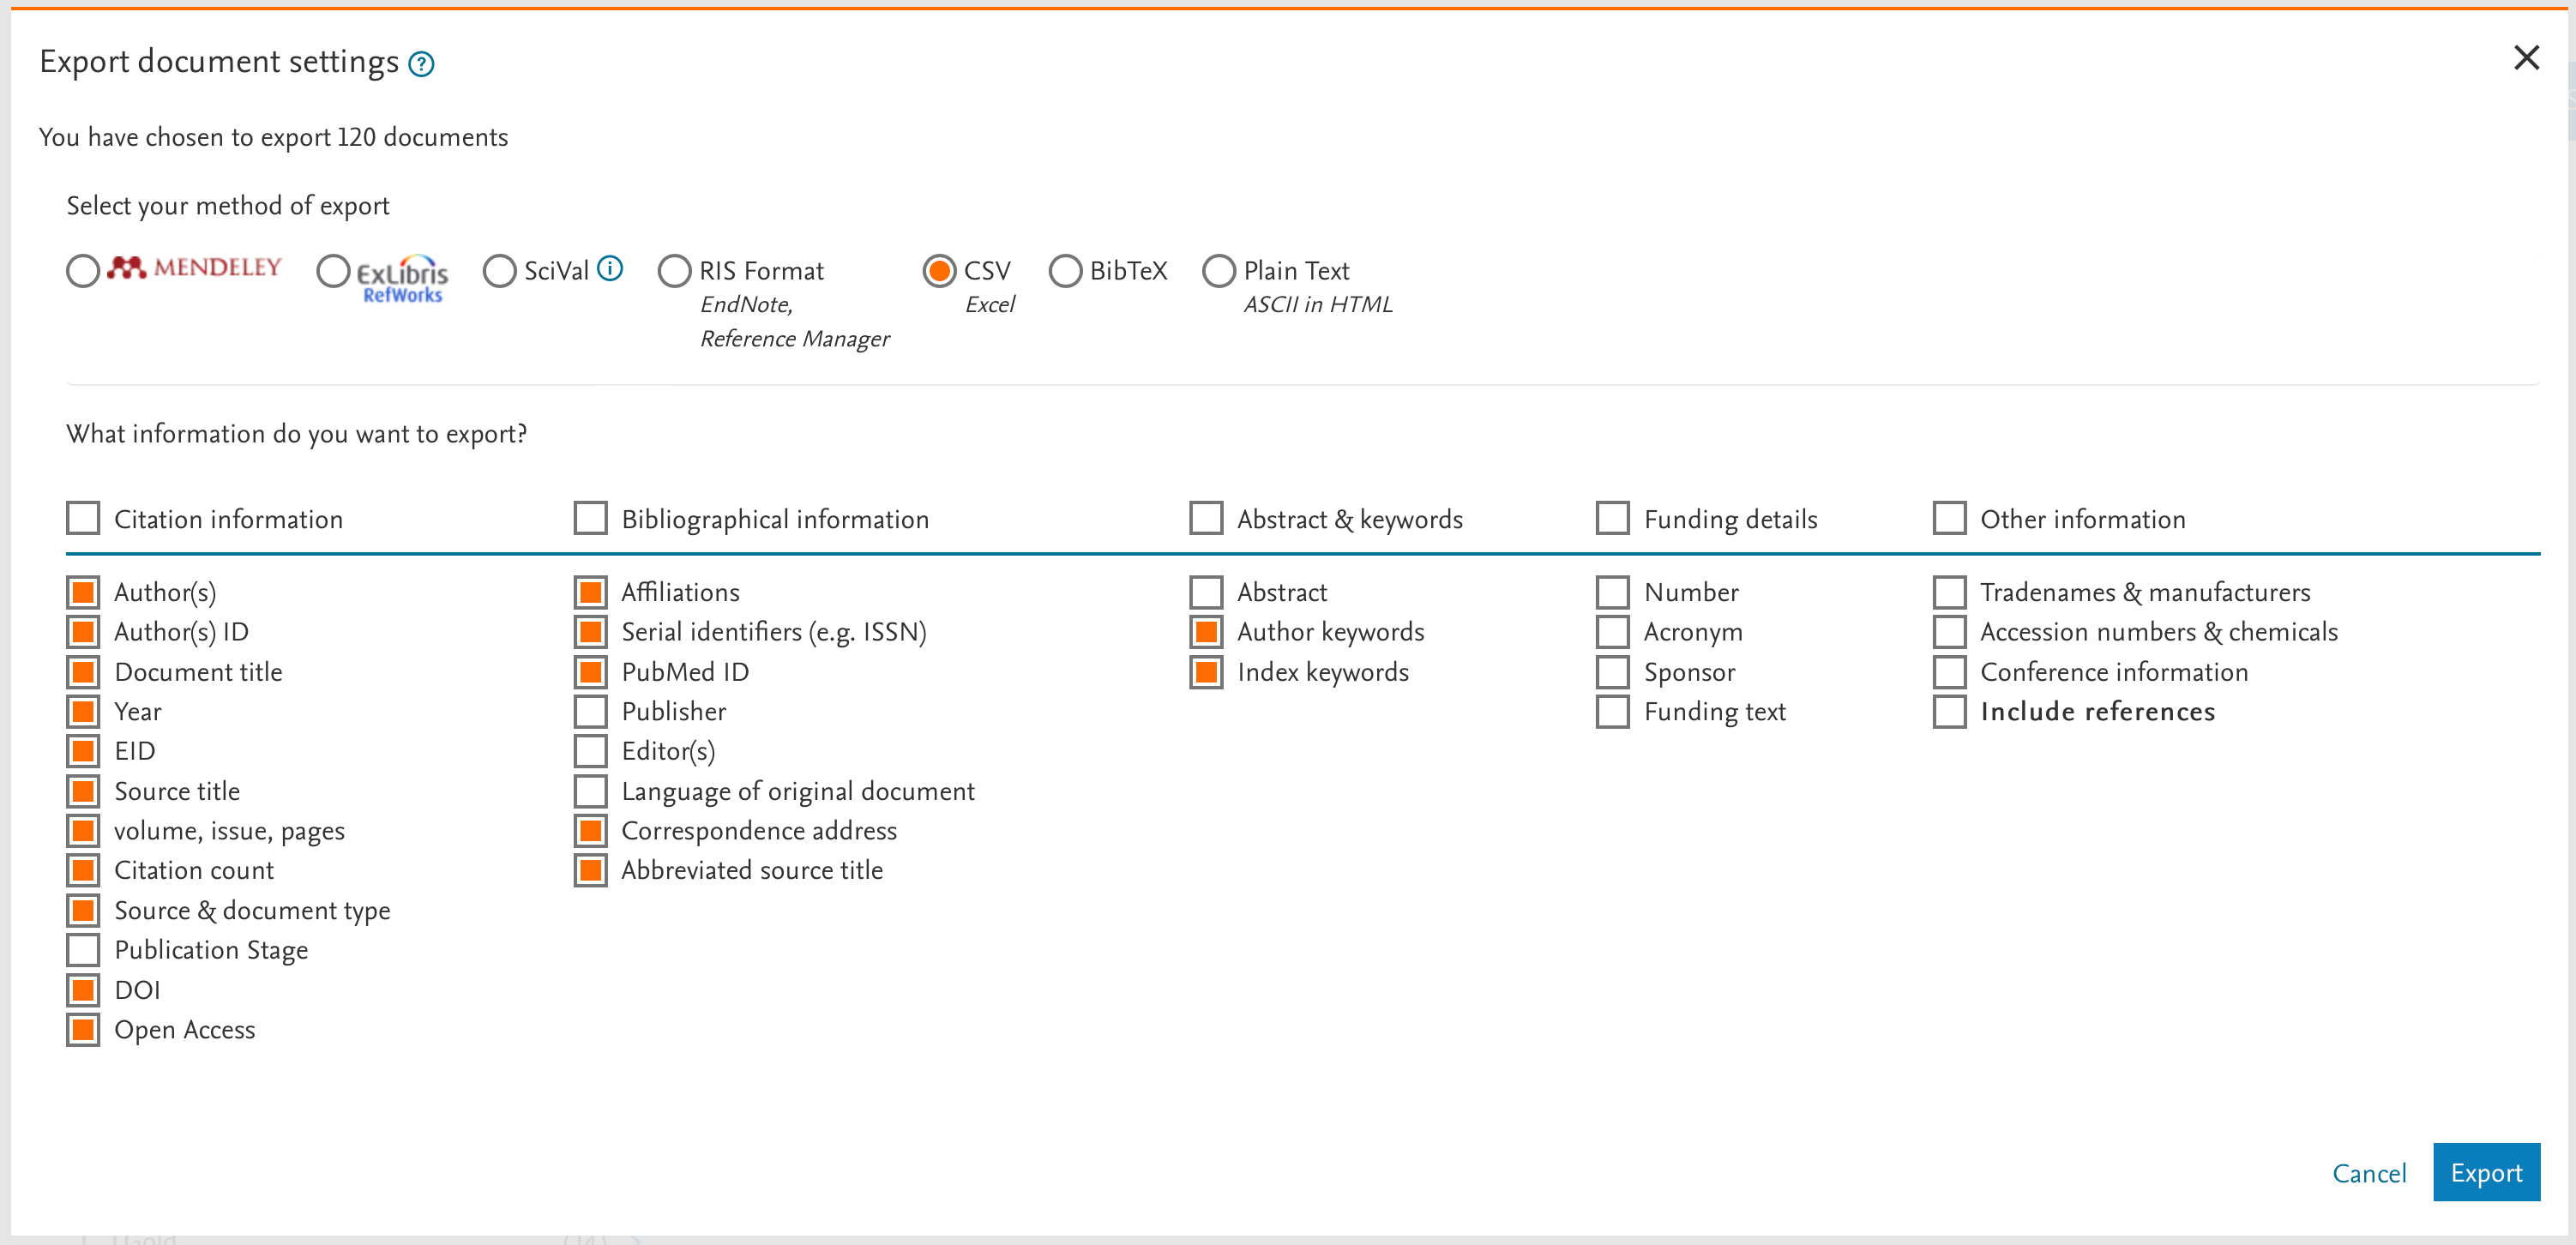 Export document settings ?
You have chosen to export 120 documents
Select your method of export
MENDELEY
ExLibris
RefWorks
SciVal i
RIS Format
EndNote,
Reference Manager
CSV
Excel
BibTeX
Plain Text
ASCII in HTML
What information do you want to export?
Citation information
Author(s)
Author(s) ID
Document title
Year
EID
Source title
volume, issue, pages
Citation count
Source & document type
Publication Stage
DOI
Open Access
Bibliographical information
Affiliations
Serial identifiers (e.g. ISSN)
PubMed ID
Publisher
Editor(s)
Language of original document
Correspondence address
Abbreviated source title
Abstract & keywords
Abstract
Author keywords
Index keywords
Funding details
Number
Acronym
Sponsor
Funding text
Other information
Tradenames & manufacturers
Accession numbers & chemicals
Conference information
Include references
Cancel
Export